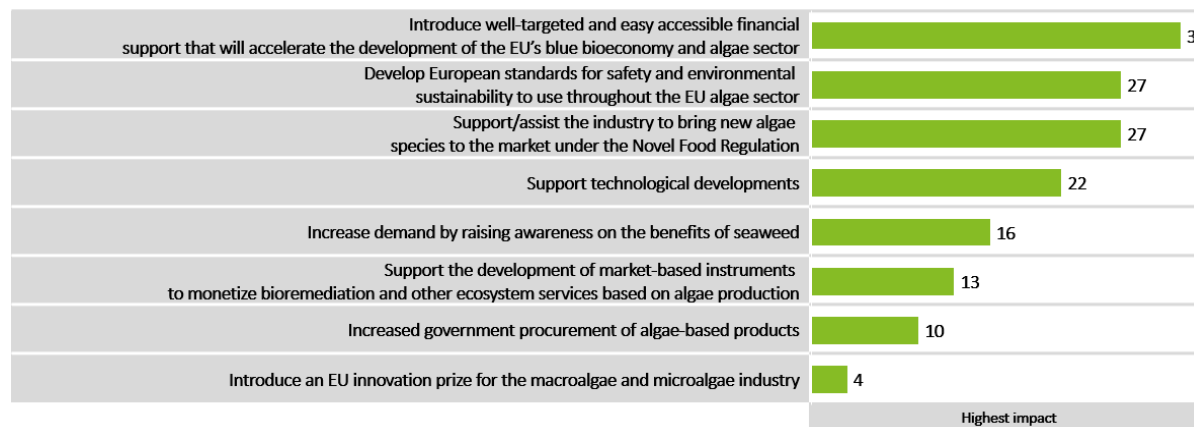 Introduce well-targeted and easy accessible financial
support that will accelerate the development of the EU's blue bioeconomy and algae sector
3
Develop European standards for safety and environmental
sustainability to use throughout the EU algae sector
27
Support/assist the industry to bring new algae
species to the market under the Novel Food Regulation
27
Support technological developments
22
Increase demand by raising awareness on the benefits of seaweed
16
Support the development of market-based instruments
to monetize bioremediation and other ecosystem services based on algae production
13
Increased government procurement of algae-based products
10
Introduce an EU innovation prize for the macroalgae and microalgae industry
4
Highest impact